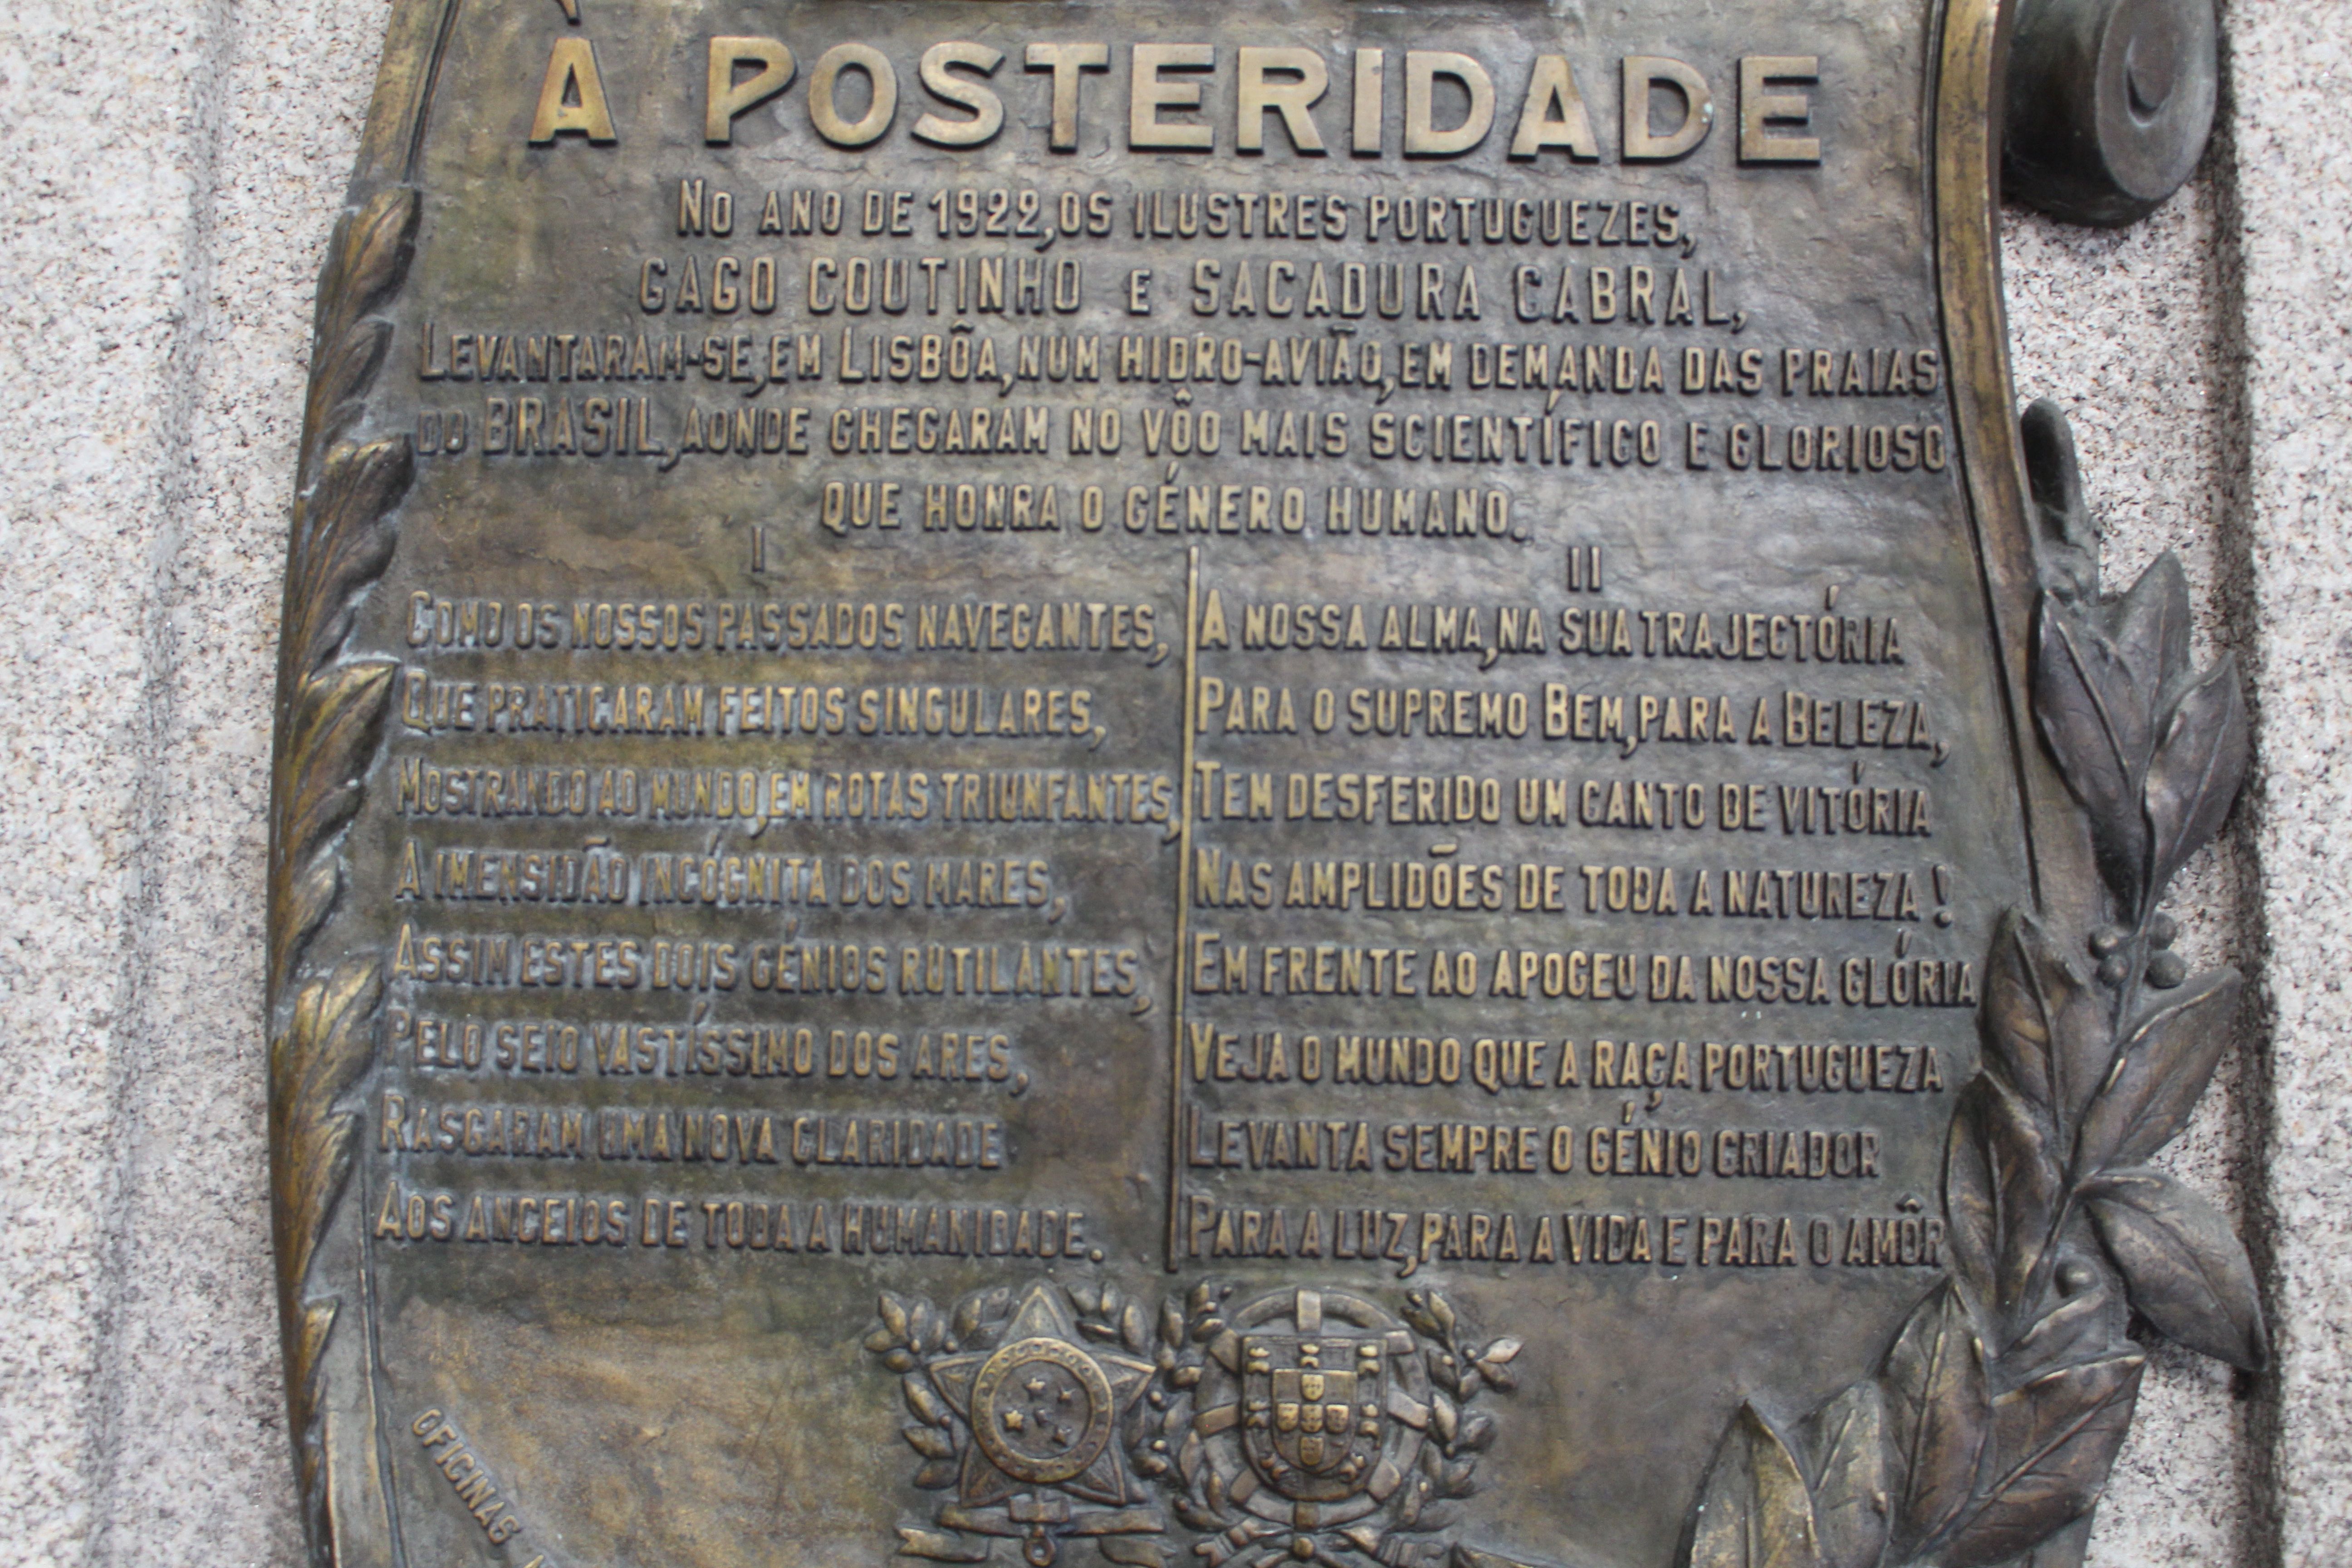 À POSTERIDADE
NO ANO DE 1922, OS ILUSTRES PORTUGUEZES,
GAGO COUTINHO E SACADURA CABRAL,
LEVANTARAM-SE, EM LISBÔA, NUM HIDRO-AVIÃO, EM DEMANDA DAS PRAIAS
DO BRASIL, AONDE CHEGARAM NO VÔO MAIS SCIENTÍFICO E GLORIOSO
QUE HONRA O GÉNERO HUMANO.
I
COMO OS NOSSOS PASSADOS NAVEGANTES,
QUE PRATICARAM FEITOS SINGULARES,
MOSTRANDO AO MUNDO, EM ROTAS TRIUNFANTES,
A IMENSIDÃO INCÓGNITA DOS MARES,
ASSIM ESTES DOIS GÉNIOS RUTILANTES,
PELO SEIO VASTÍSSIMO DOS ARES,
RASGARAM UMA NOVA CLARIDADE
AOS ANCEIOS DE TODA A HUMANIDADE.
II
A NOSSA ALMA, NA SUA TRAJECTÓRIA
PARA O SUPREMO BEM, PARA A BELEZA,
TEM DESFERIDO UM CANTO DE VITÓRIA
NAS AMPLIDÕES DE TODA A NATUREZA!
EM FRENTE AO APOGEU DA NOSSA GLÓRIA
VEJA O MUNDO QUE A RAÇA PORTUGUEZA
LEVANTA SEMPRE O GÉNIO CRIADOR
PARA A LUZ, PARA A VIDA E PARA O AMÔR
OFICINAS